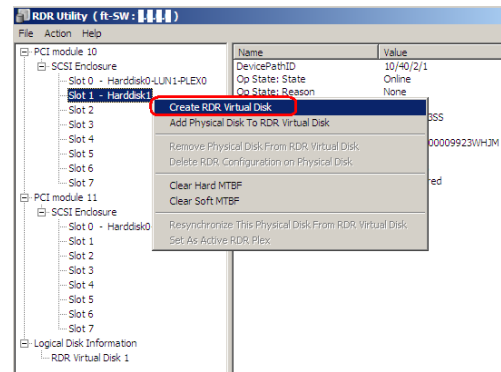 RDR Utility ( ft-SW : . . . )
File Action Help
PCI module 10
SCSI Enclosure
Slot 0 - Harddisk0-LUN1-PLEX0
Slot 1 - Harddisk1
Slot 2
Slot 3
Slot 4
Slot 5
Slot 6
Slot 7
PCI module 11
SCSI Enclosure
Slot 0 - Harddisk0
Slot 1
Slot 2
Slot 3
Slot 4
Slot 5
Slot 6
Slot 7
Logical Disk Information
RDR Virtual Disk 1
Name Value
DevicePathID 10/40/2/1
Op State: State Online
Op State: Reason None
3SS
00009923WHJM
red
Create RDR Virtual Disk
Add Physical Disk To RDR Virtual Disk
Remove Physical Disk From RDR Virtual Disk
Delete RDR Configuration on Physical Disk
Clear Hard MTBF
Clear Soft MTBF
Resynchronize This Physical Disk From RDR Virtual Disk
Set As Active RDR Plex